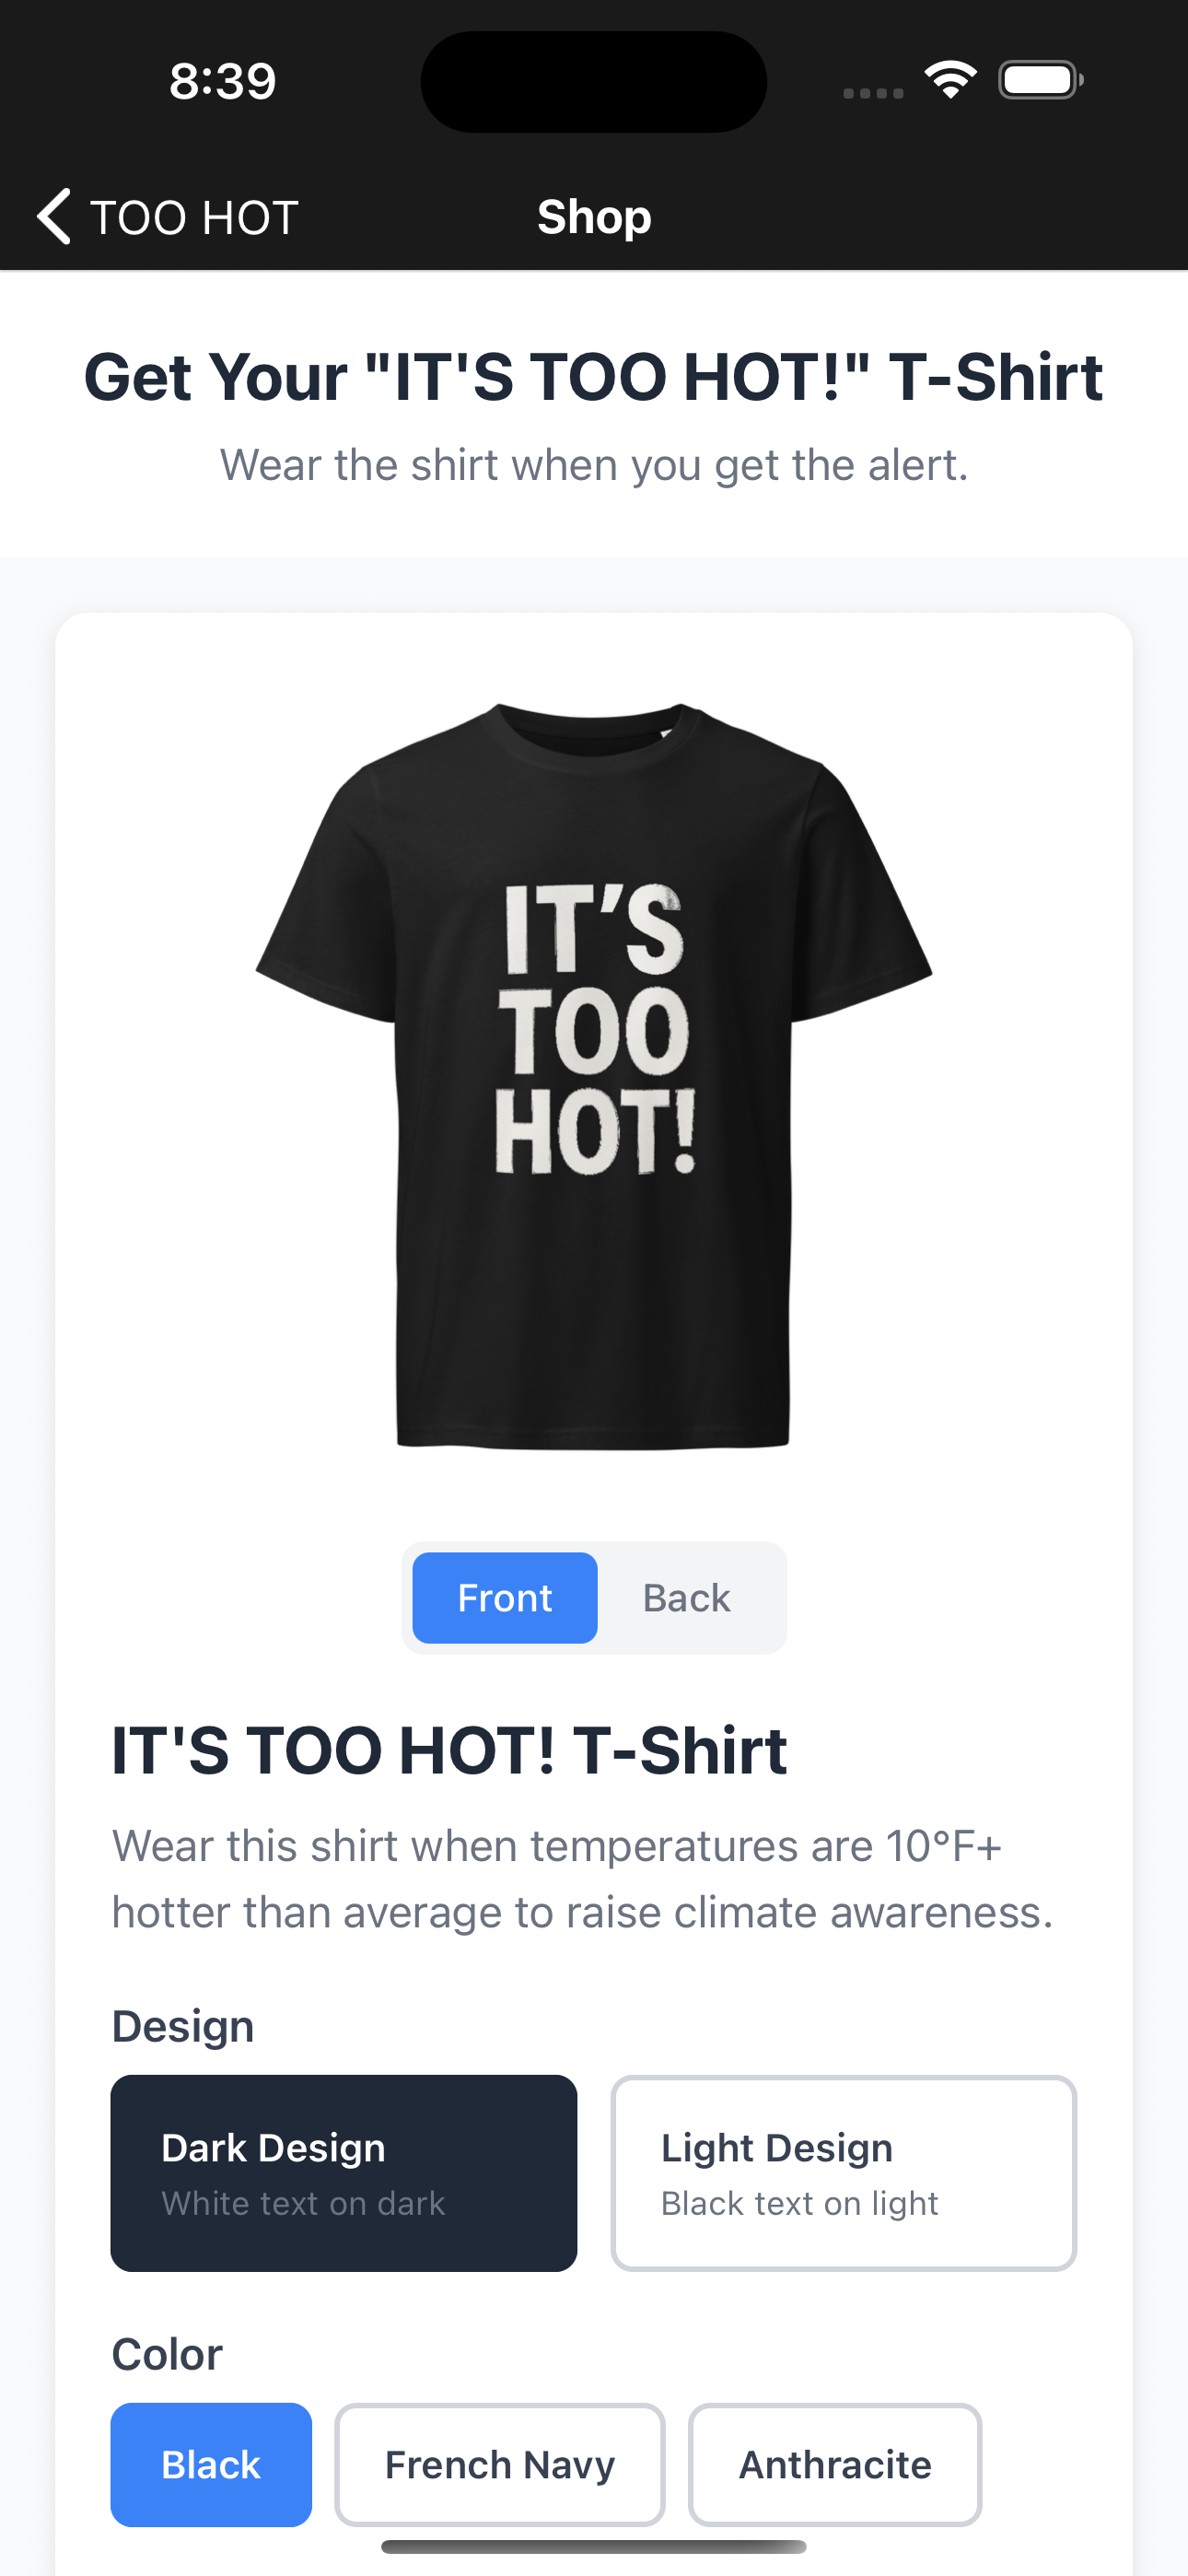 8:39
TOO HOT
Shop
Get Your "IT'S TOO HOT!" T-Shirt
Wear the shirt when you get the alert.
IT’S
TOO
HOT!
Front
Back
IT'S TOO HOT! T-Shirt
Wear this shirt when temperatures are 10°F+
hotter than average to raise climate awareness.
Design
Dark Design
White text on dark
Light Design
Black text on light
Color
Black
French Navy
Anthracite